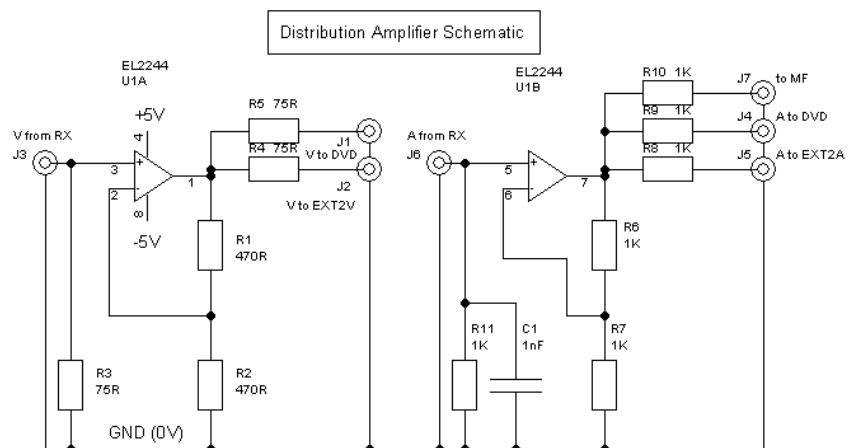 Distribution Amplifier Schematic
EL2244
U1A
+5V
4
V from RX
J3
3
2
1
8
-5V
R5 75R
R4 75R
J1
V to DVD
J2
V to EXT2V
R1
470R
R3
75R
R2
470R
GND (0V)
EL2244
U1B
A from RX
J6
5
6
7
R10 1K
R9 1K
R8 1K
J7
to MF
J4
A to DVD
J5
A to EXT2A
R6
1K
R11
1K
C1
1nF
R7
1K
+
-
+
-